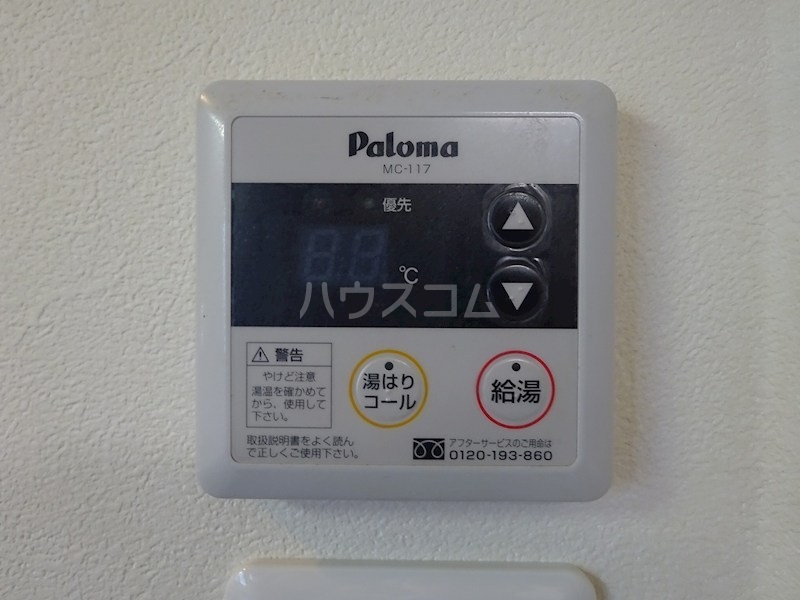 Paloma
MC-117
優先
℃
ハウスコム
警告
やけど注意
湯温を確かめて
から、使用して
下さい。
湯はり
コール
給湯
取扱説明書をよく読ん
で正しくご使用下さい。
アフターサービスのご用命は
0120-193-860